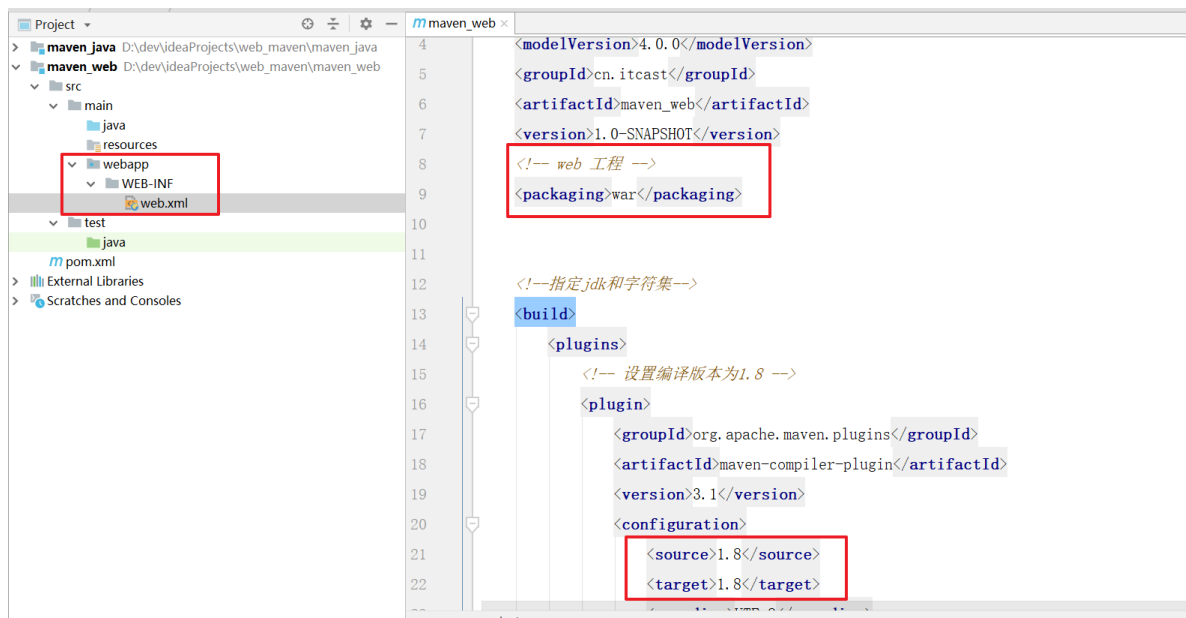 Project
maven_java D:\dev\ideaProjects\web_maven\maven_java
maven_web D:\dev\ideaProjects\web_maven\maven_web
src
main
java
resources
webapp
WEB-INF
web.xml
test
java
m pom.xml
External Libraries
Scratches and Consoles
m maven_web ×
4 <modelVersion>4.0.0</modelVersion>
5 <groupId>cn.itcast</groupId>
6 <artifactId>maven_web</artifactId>
7 <version>1.0-SNAPSHOT</version>
8 <!-- web 工程 -->
9 <packaging>war</packaging>
10
11
12 <!--指定jdk和字符集-->
13 <build>
14 <plugins>
15 <!-- 设置编译版本为1.8 -->
16 <plugin>
17 <groupId>org.apache.maven.plugins</groupId>
18 <artifactId>maven-compiler-plugin</artifactId>
19 <version>3.1</version>
20 <configuration>
21 <source>1.8</source>
22 <target>1.8</target>